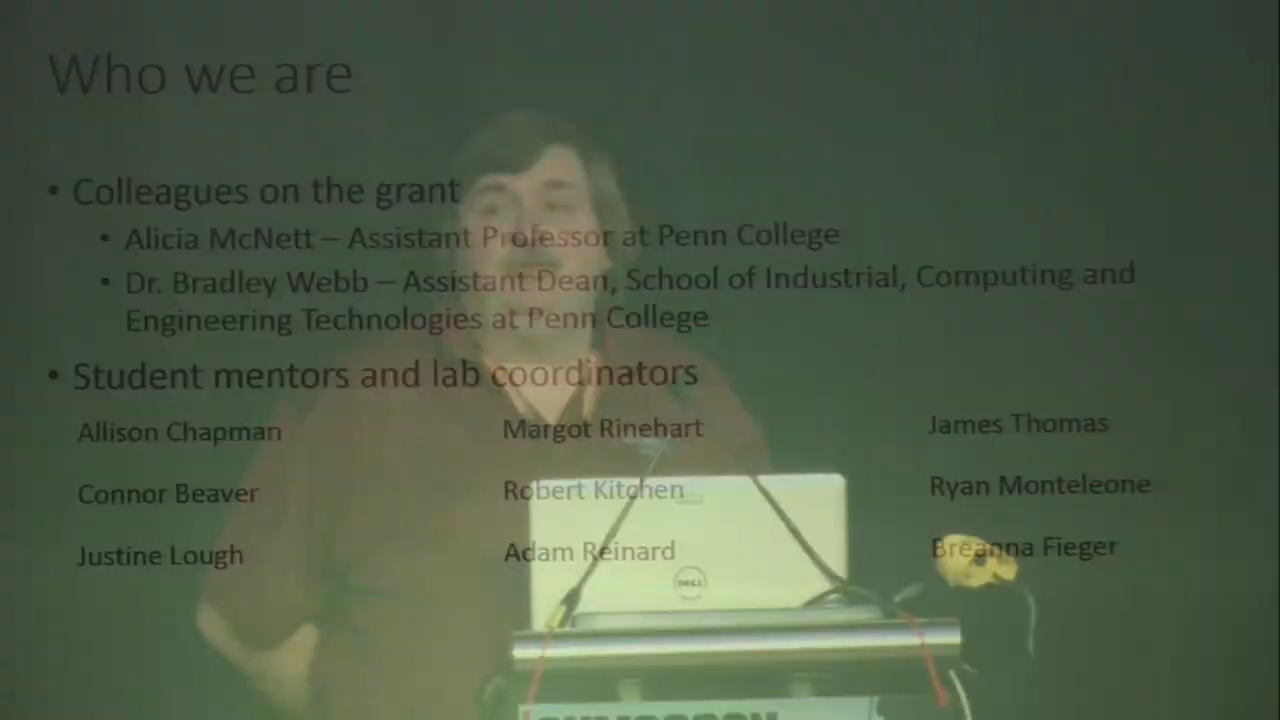 Who we are
• Colleagues on the grant
• Alicia McNett – Assistant Professor at Penn College
• Dr. Bradley Webb – Assistant Dean, School of Industrial, Computing and
Engineering Technologies at Penn College
• Student mentors and lab coordinators
Allison Chapman Margot Rinehart James Thomas
Connor Beaver Robert Kitchen Ryan Monteleone
Justine Lough Adam Reinard Breanna Fieger
DELL